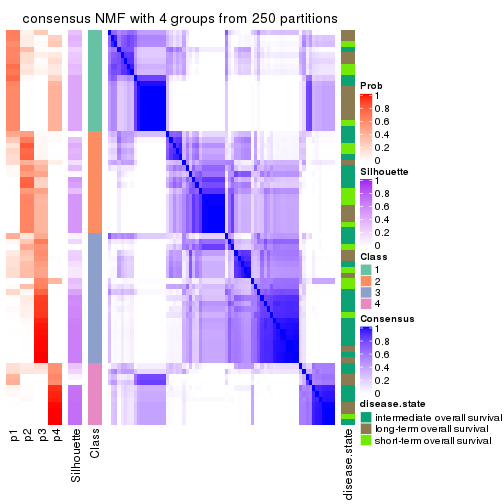 consensus NMF with 4 groups from 250 partitions
Prob
1
0.8
0.6
0.4
0.2
0
Silhouette
1
0.8
0.6
0.4
0.2
0
Class
1
2
3
4
Consensus
1
0.8
0.6
0.4
0.2
0
disease.state
intermediate overall survival
long-term overall survival
short-term overall survival
p1
p2
p3
p4
Silhouette
Class
disease.state